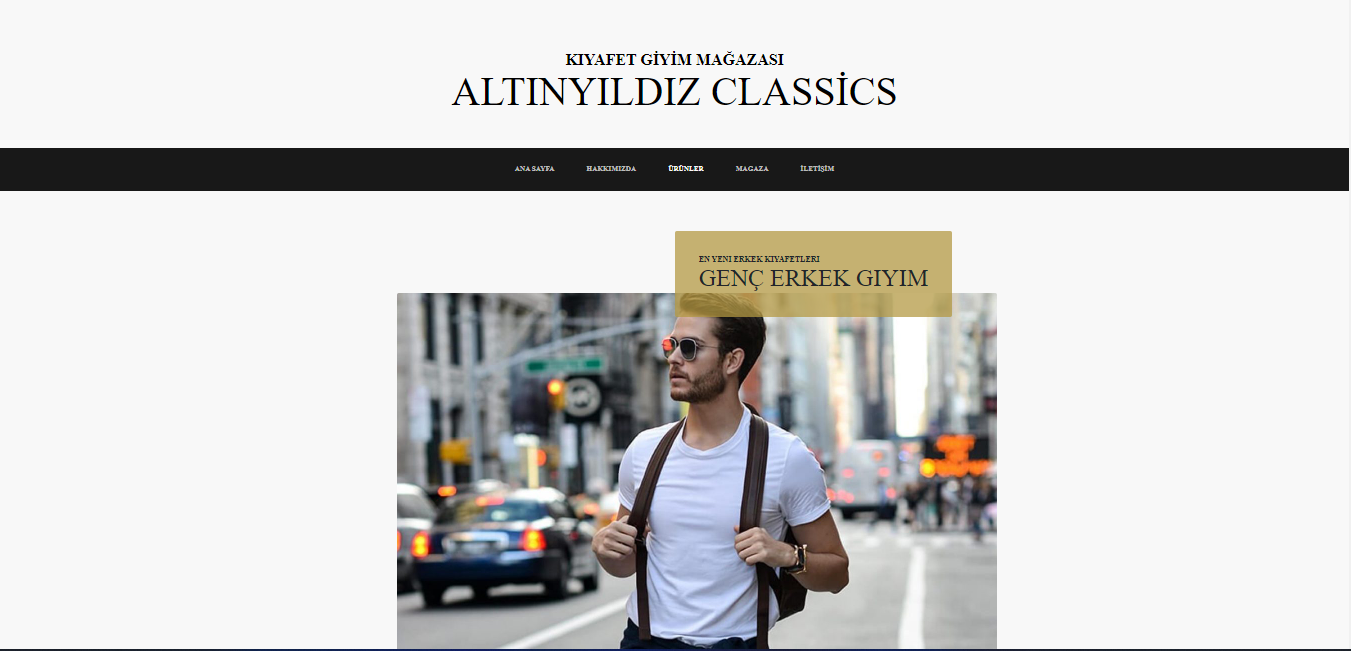 KIYAFET GİYİM MAĞAZASI
ALTINYILDIZ CLASSİCS
ANA SAYFA HAKKIMIZDA ÜRÜNLER MAGAZA İLETİŞİM
EN YENI ERKEK KIYAFETLERI
GENÇ ERKEK GIYIM